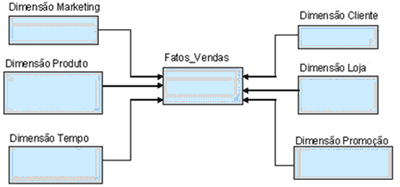 Dimensão Marketing
Dimensão Cliente
Fatos_Vendas
Dimensão Produto
Dimensão Loja
Dimensão Tempo
Dimensão Promoção